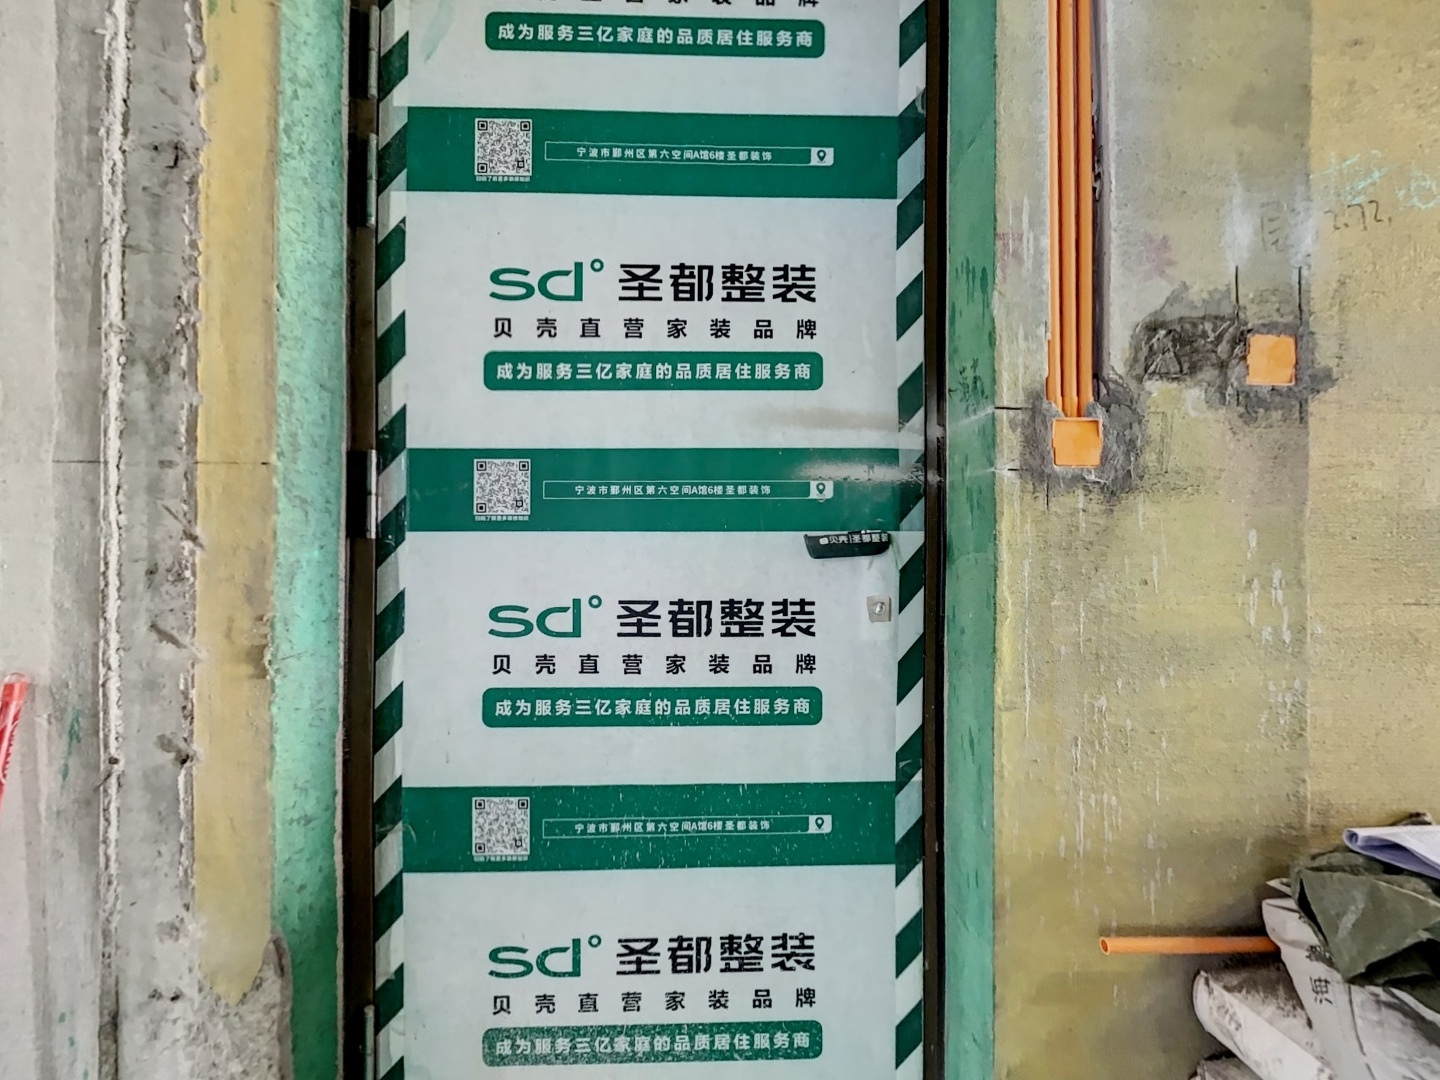 成为服务三亿家庭的品质居住服务商
宁波市鄞州区第六空间A馆6楼圣都装饰
sd° 圣都整装
贝壳直营家装品牌
成为服务三亿家庭的品质居住服务商
宁波市鄞州区第六空间A馆6楼圣都装饰
贝壳|圣都整装
sd° 圣都整装
贝壳直营家装品牌
成为服务三亿家庭的品质居住服务商
宁波市鄞州区第六空间A馆6楼圣都装饰
sd° 圣都整装
贝壳直营家装品牌
成为服务三亿家庭的品质居住服务商
2.72.
海